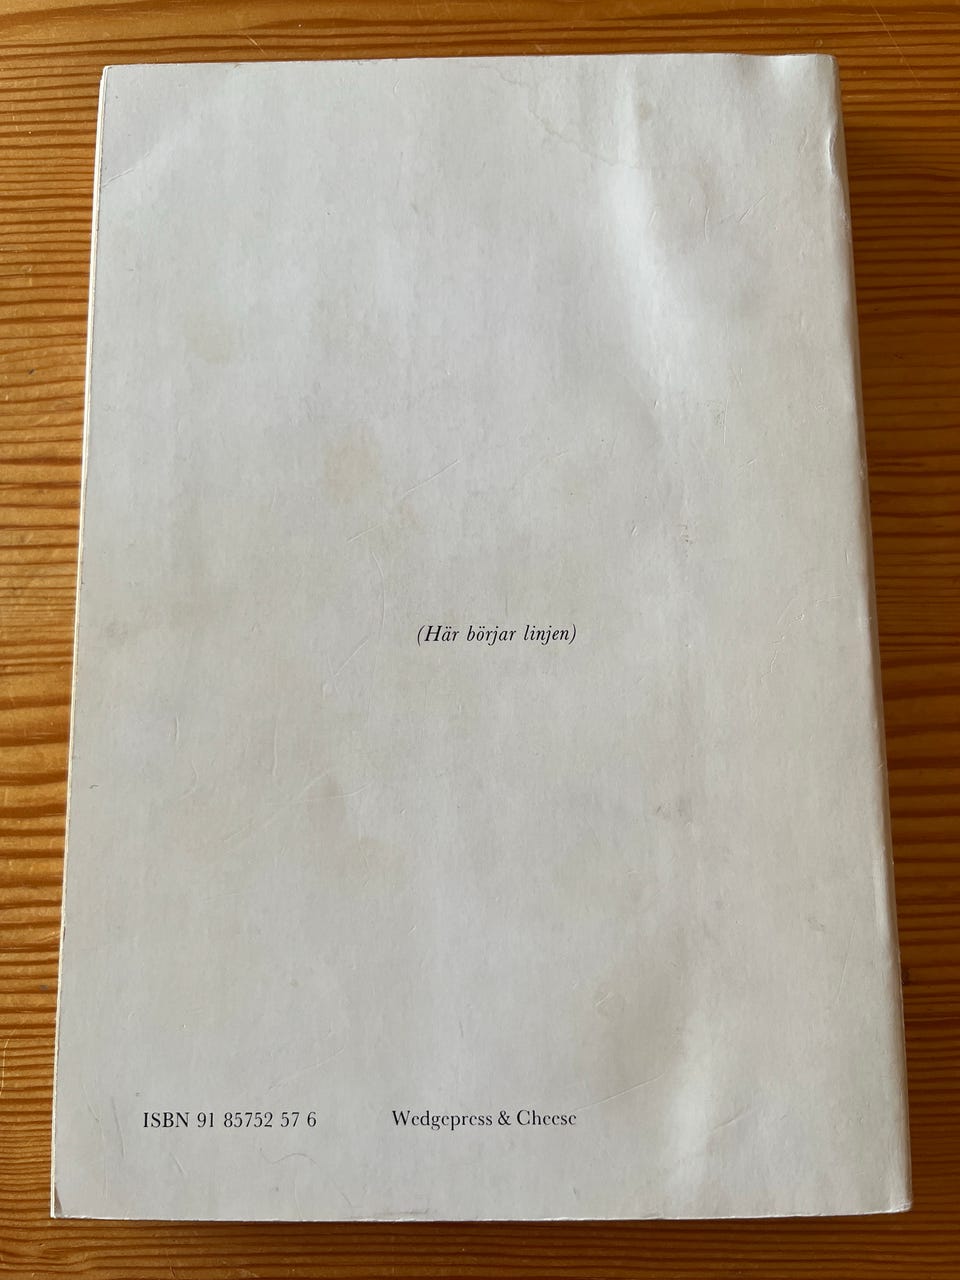 (Här börjar linjen)
ISBN 91 85752 57 6 Wedgepress & Cheese